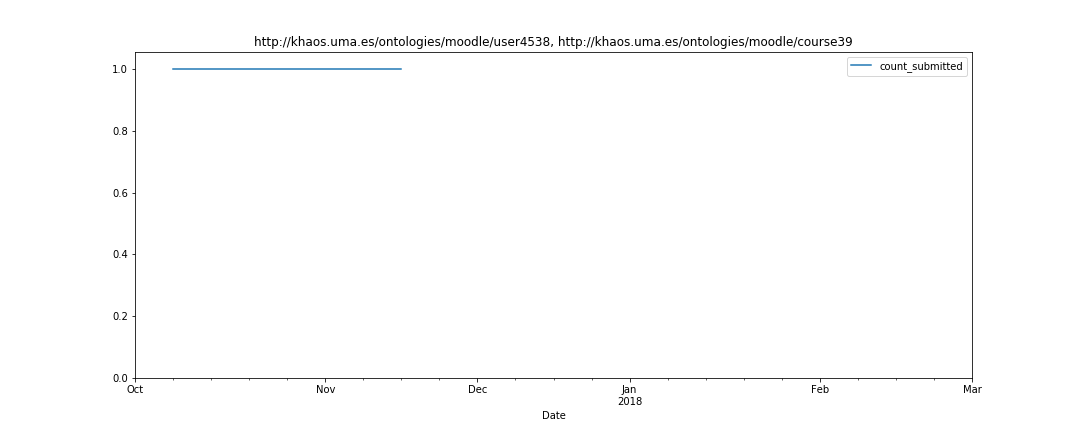 http://khaos.uma.es/ontologies/moodle/user4538, http://khaos.uma.es/ontologies/moodle/course39
count_submitted
1.0
0.8
0.6
0.4
0.2
0.0
Oct Nov Dec Jan Feb Mar
2018
Date